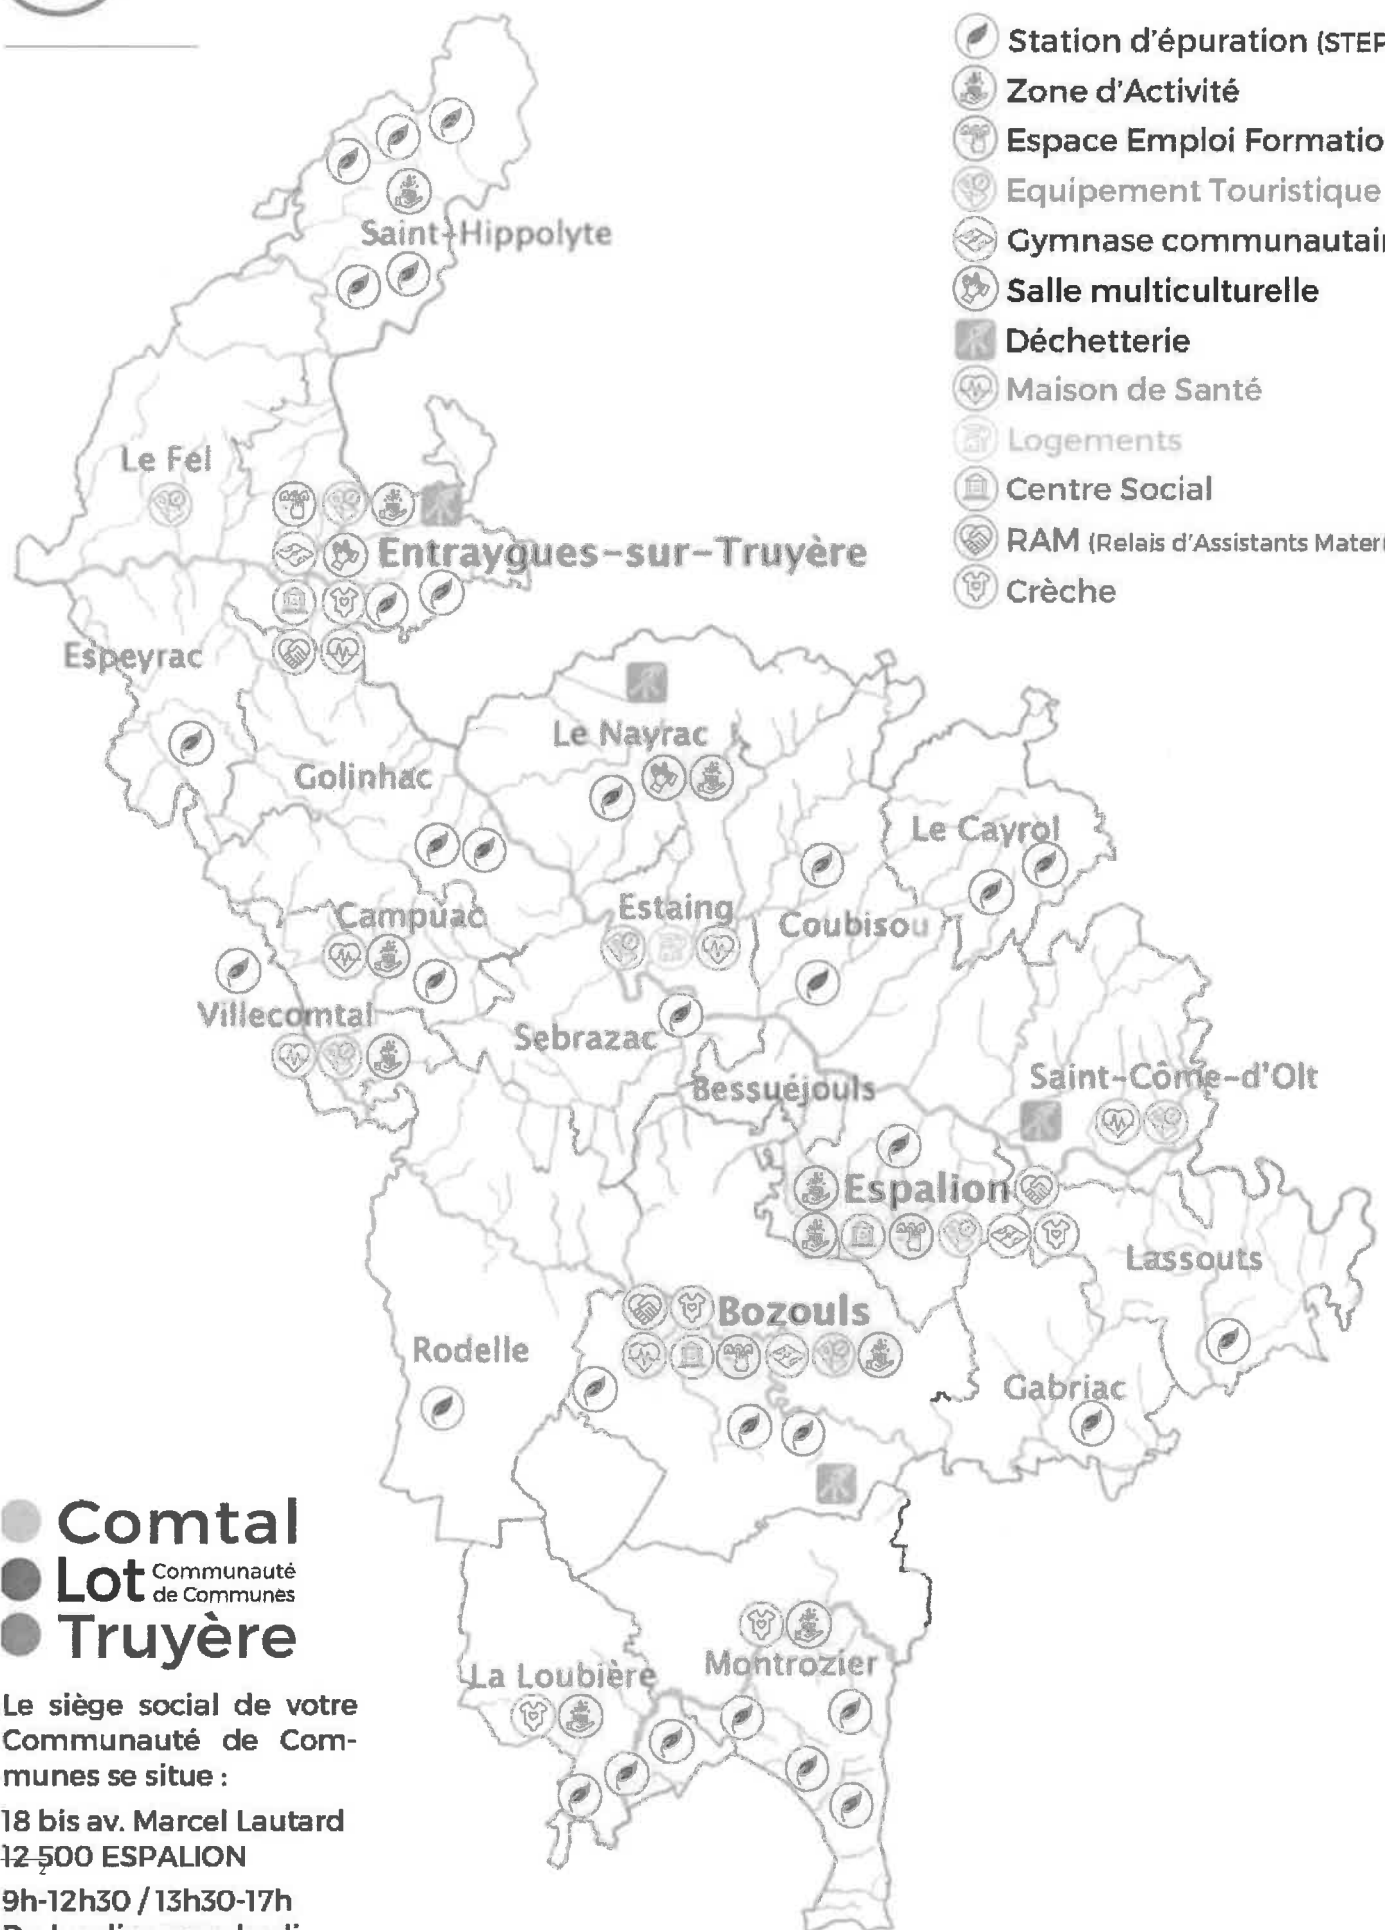 Station d'épuration (STEP
Zone d'Activité
Espace Emploi Formatio
Equipement Touristique
Gymnase communautair
Salle multiculturelle
Déchetterie
Maison de Santé
Logements
Centre Social
RAM (Relais d'Assistants Mater
Crèche
Saint-Hippolyte
Le Fel
Entraygues-sur-Truyère
Espeyrac
Le Nayrac
Golinhac
Le Cayrol
Campuac
Estaing
Coubisou
Villecomtal
Sebrazac
Bessuéjouls
Saint-Côme-d'Olt
Espalion
Lassouts
Bozouls
Rodelle
Gabriac
Montrozier
La Loubière
Comtal
Lot Communauté
de Communes
Truyère
Le siège social de votre
Communauté de Com-
munes se situe :
18 bis av. Marcel Lautard
12 500 ESPALION
9h-12h30 / 13h30-17h